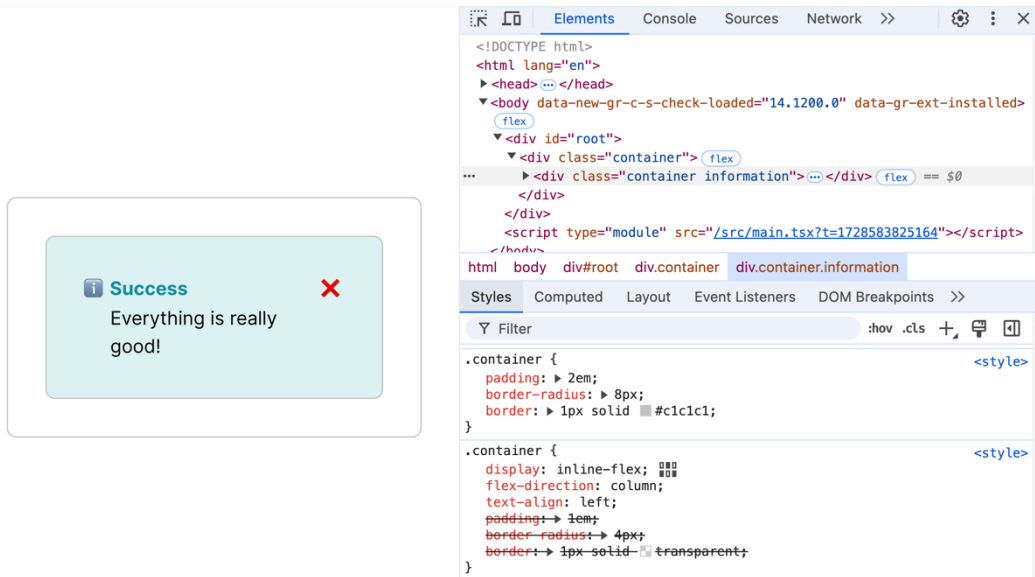 Elements Console Sources Network >>
<!DOCTYPE html>
<html lang="en">
<head> ··· </head>
<body data-new-gr-c-s-check-loaded="14.1200.0" data-gr-ext-installed>
flex
<div id="root">
<div class="container"> flex
··· <div class="container information"> ··· </div> flex == $0
</div>
</div>
<script type="module" src="/src/main.tsx?t=1728583825164"></script>
</body>
html body div#root div.container div.container.information
Styles Computed Layout Event Listeners DOM Breakpoints >>
Filter :hov .cls
.container { <style>
padding: 2em;
border-radius: 8px;
border: 1px solid #c1c1c1;
}
.container { <style>
display: inline-flex;
flex-direction: column;
text-align: left;
padding: 1em;
border-radius: 4px;
border: 1px solid transparent;
}
i Success
Everything is really
good!